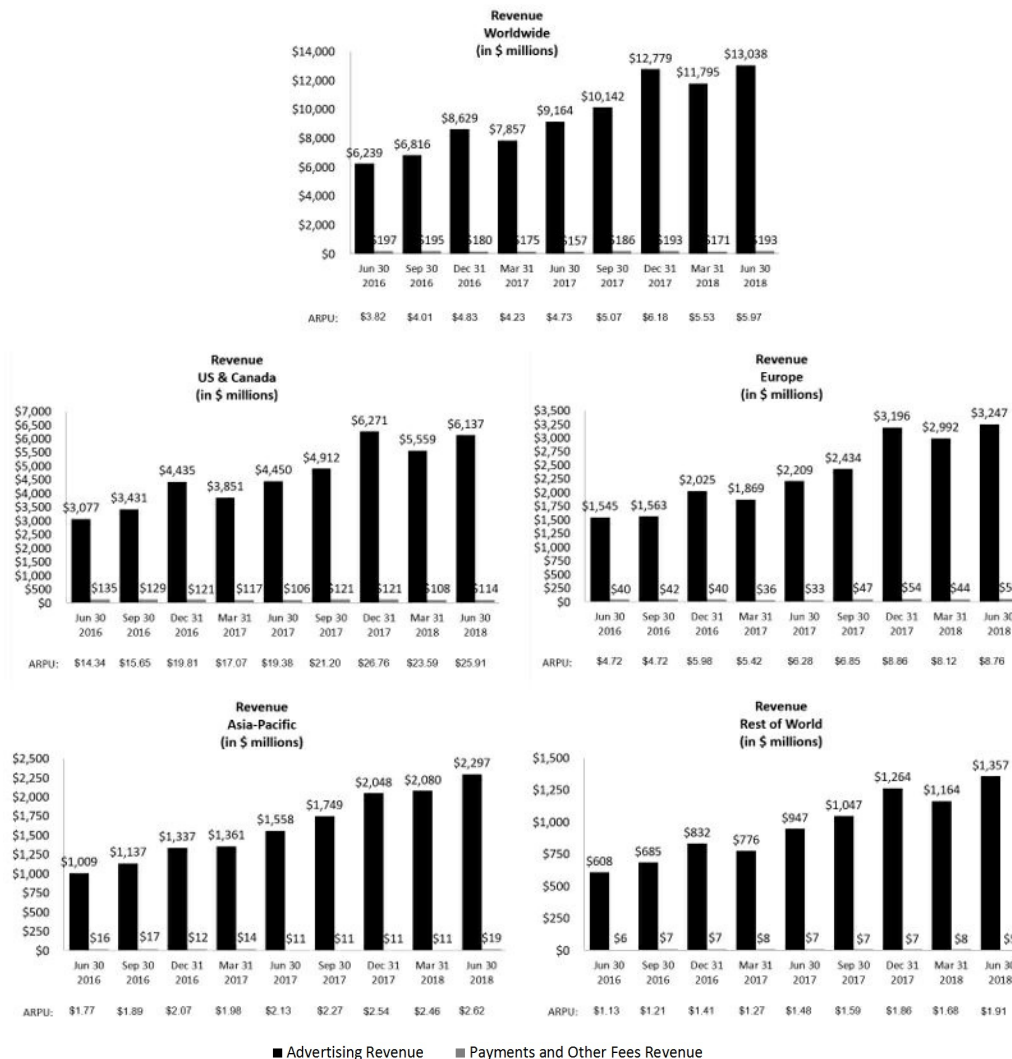 Revenue
Worldwide
(in $ millions)
$14,000
$12,000
$10,000
$8,000
$6,000
$4,000
$2,000
$0
$6,239 $6,816 $8,629 $7,857 $9,164 $10,142 $12,779 $11,795 $13,038
$197 $195 $180 $175 $157 $186 $193 $171 $193
Jun 30 Sep 30 Dec 31 Mar 31 Jun 30 Sep 30 Dec 31 Mar 31 Jun 30
2016 2016 2016 2017 2017 2017 2017 2018 2018
ARPU: $3.82 $4.01 $4.83 $4.23 $4.73 $5.07 $6.18 $5.53 $5.97
Revenue
US & Canada
(in $ millions)
$7,000
$6,500
$6,000
$5,500
$5,000
$4,500
$4,000
$3,500
$3,000
$2,500
$2,000
$1,500
$1,000
$500
$0
$3,077 $3,431 $4,435 $3,851 $4,450 $4,912 $6,271 $5,559 $6,137
$135 $129 $121 $117 $106 $121 $121 $108 $114
Jun 30 Sep 30 Dec 31 Mar 31 Jun 30 Sep 30 Dec 31 Mar 31 Jun 30
2016 2016 2016 2017 2017 2017 2017 2018 2018
ARPU: $14.34 $15.65 $19.81 $17.07 $19.38 $21.20 $26.76 $23.59 $25.91
Revenue
Europe
(in $ millions)
$3,500
$3,250
$3,000
$2,750
$2,500
$2,250
$2,000
$1,750
$1,500
$1,250
$1,000
$750
$500
$250
$0
$1,545 $1,563 $2,025 $1,869 $2,209 $2,434 $3,196 $2,992 $3,247
$40 $42 $40 $36 $33 $47 $54 $44
Jun 30 Sep 30 Dec 31 Mar 31 Jun 30 Sep 30 Dec 31 Mar 31 Jun 30
2016 2016 2016 2017 2017 2017 2017 2018 2018
ARPU: $4.72 $4.72 $5.98 $5.42 $6.28 $6.85 $8.86 $8.12 $8.76
Revenue
Asia-Pacific
(in $ millions)
$2,500
$2,250
$2,000
$1,750
$1,500
$1,250
$1,000
$750
$500
$250
$0
$1,009 $1,137 $1,337 $1,361 $1,558 $1,749 $2,048 $2,080 $2,297
$16 $17 $12 $14 $11 $11 $11 $11 $19
Jun 30 Sep 30 Dec 31 Mar 31 Jun 30 Sep 30 Dec 31 Mar 31 Jun 30
2016 2016 2016 2017 2017 2017 2017 2018 2018
ARPU: $1.77 $1.89 $2.07 $1.98 $2.13 $2.27 $2.54 $2.46 $2.62
Revenue
Rest of World
(in $ millions)
$1,500
$1,250
$1,000
$750
$500
$250
$0
$608 $685 $832 $776 $947 $1,047 $1,264 $1,164 $1,357
$6 $7 $7 $8 $7 $7 $7 $8
Jun 30 Sep 30 Dec 31 Mar 31 Jun 30 Sep 30 Dec 31 Mar 31 Jun 30
2016 2016 2016 2017 2017 2017 2017 2018 2018
ARPU: $1.13 $1.21 $1.41 $1.27 $1.48 $1.59 $1.86 $1.68 $1.91
Advertising Revenue Payments and Other Fees Revenue